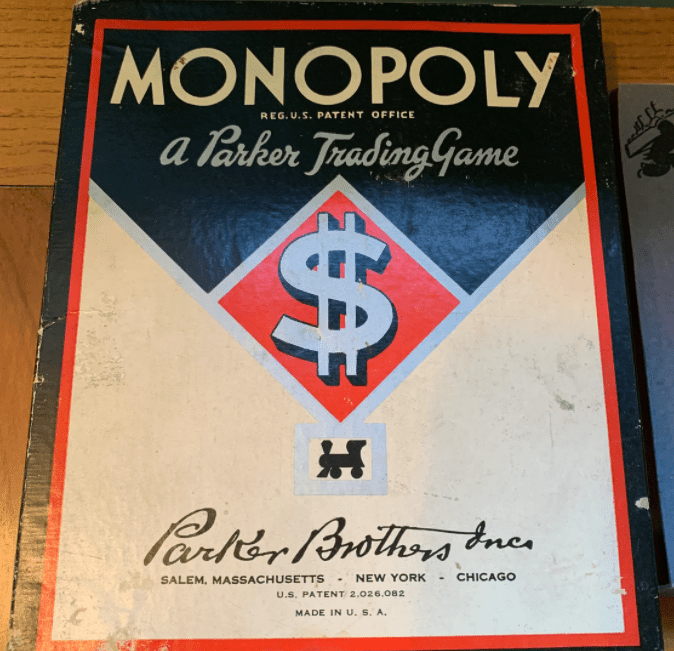 MONOPOLY
REG. U.S. PATENT OFFICE
a Parker Trading Game
$
Parker Brothers Inc.
SALEM, MASSACHUSETTS - NEW YORK - CHICAGO
U.S. PATENT 2,026,082
MADE IN U. S. A.